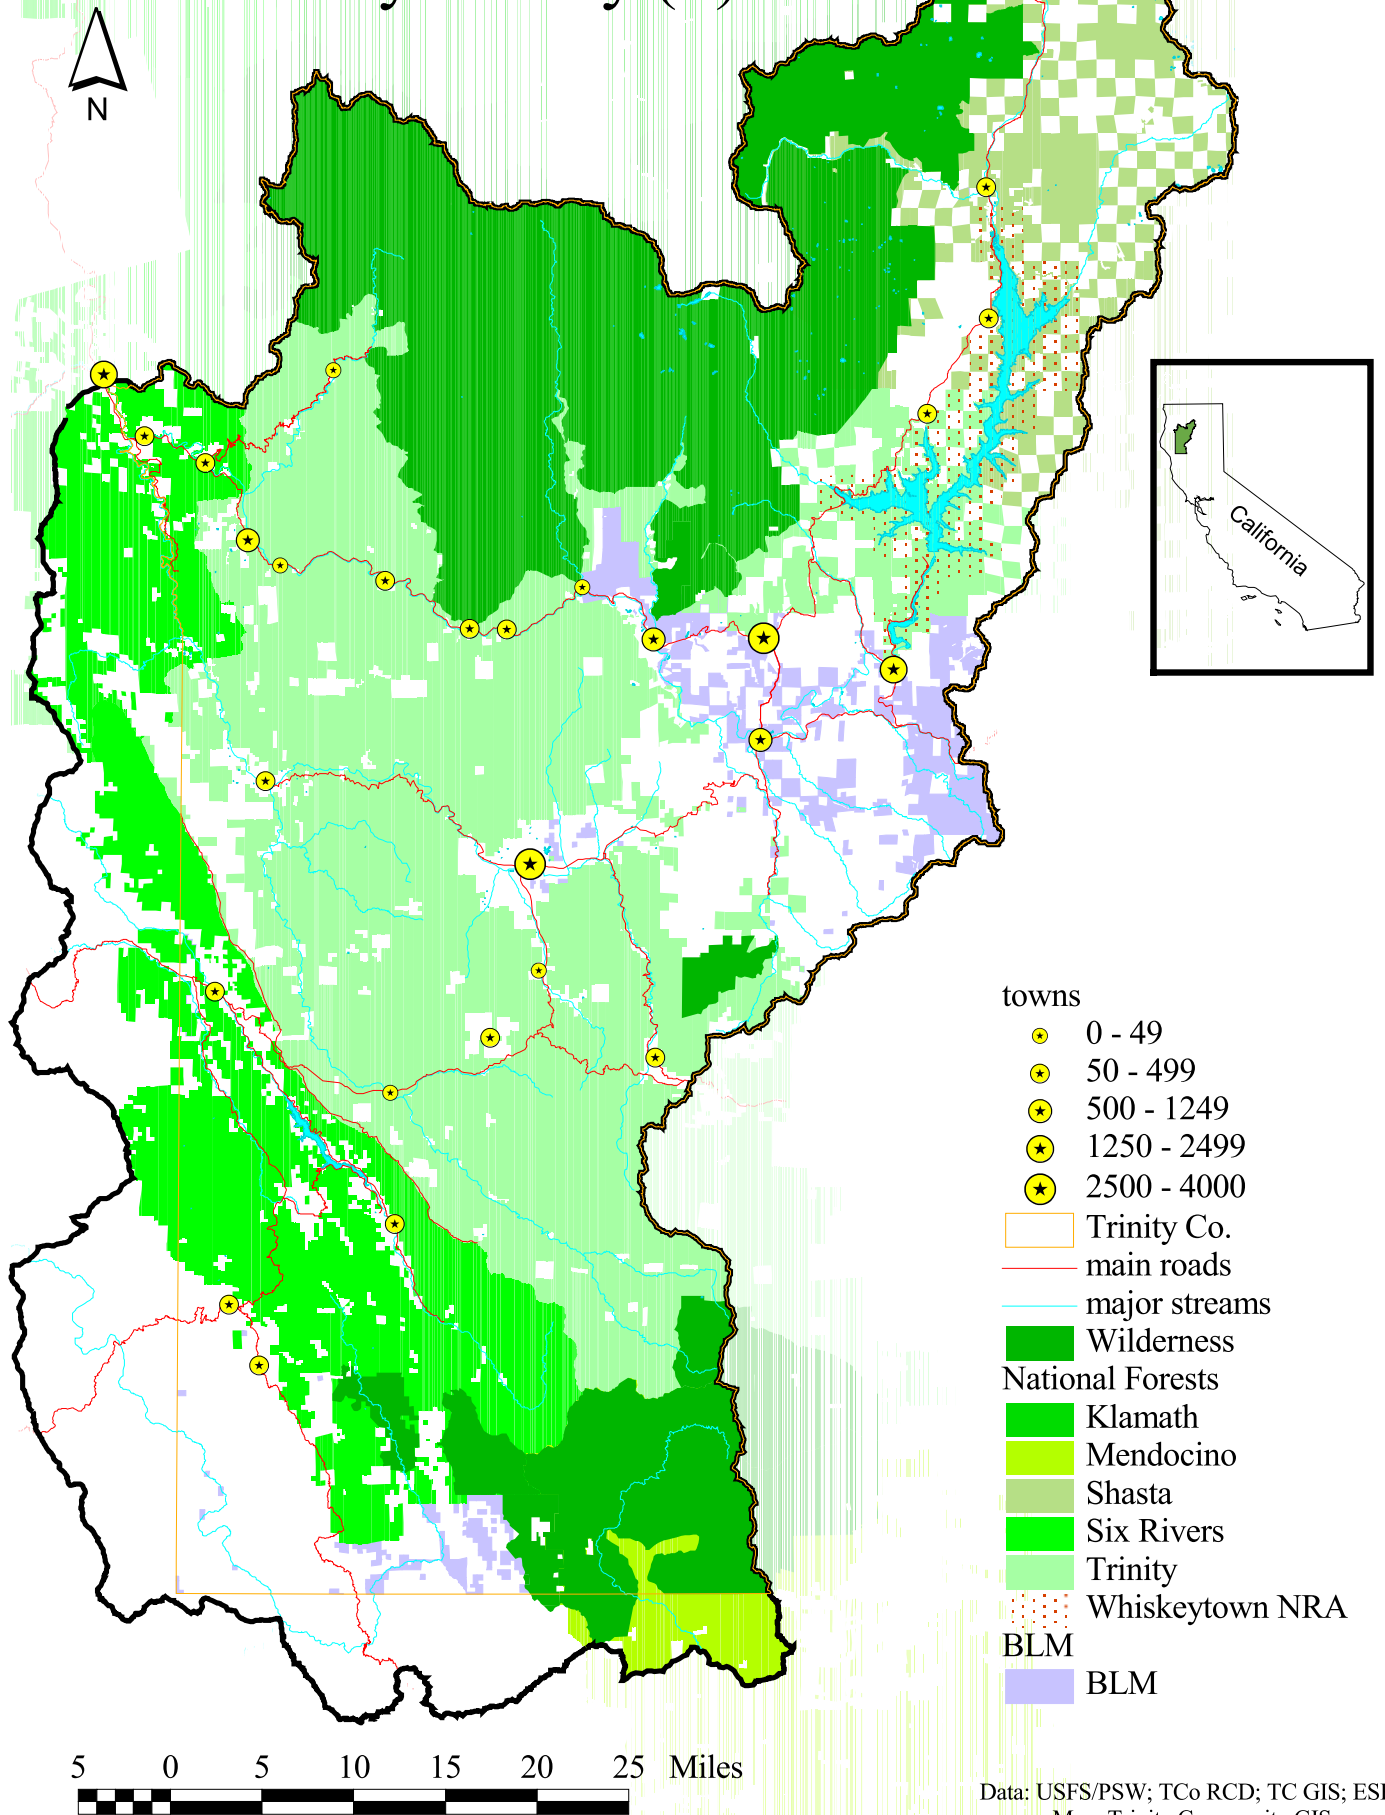 N
California
towns
0 - 49
50 - 499
500 - 1249
1250 - 2499
2500 - 4000
Trinity Co.
main roads
major streams
Wilderness
National Forests
Klamath
Mendocino
Shasta
Six Rivers
Trinity
Whiskeytown NRA
BLM
BLM
5 0 5 10 15 20 25 Miles
Data: USFS/PSW; TCo RCD; TC GIS;